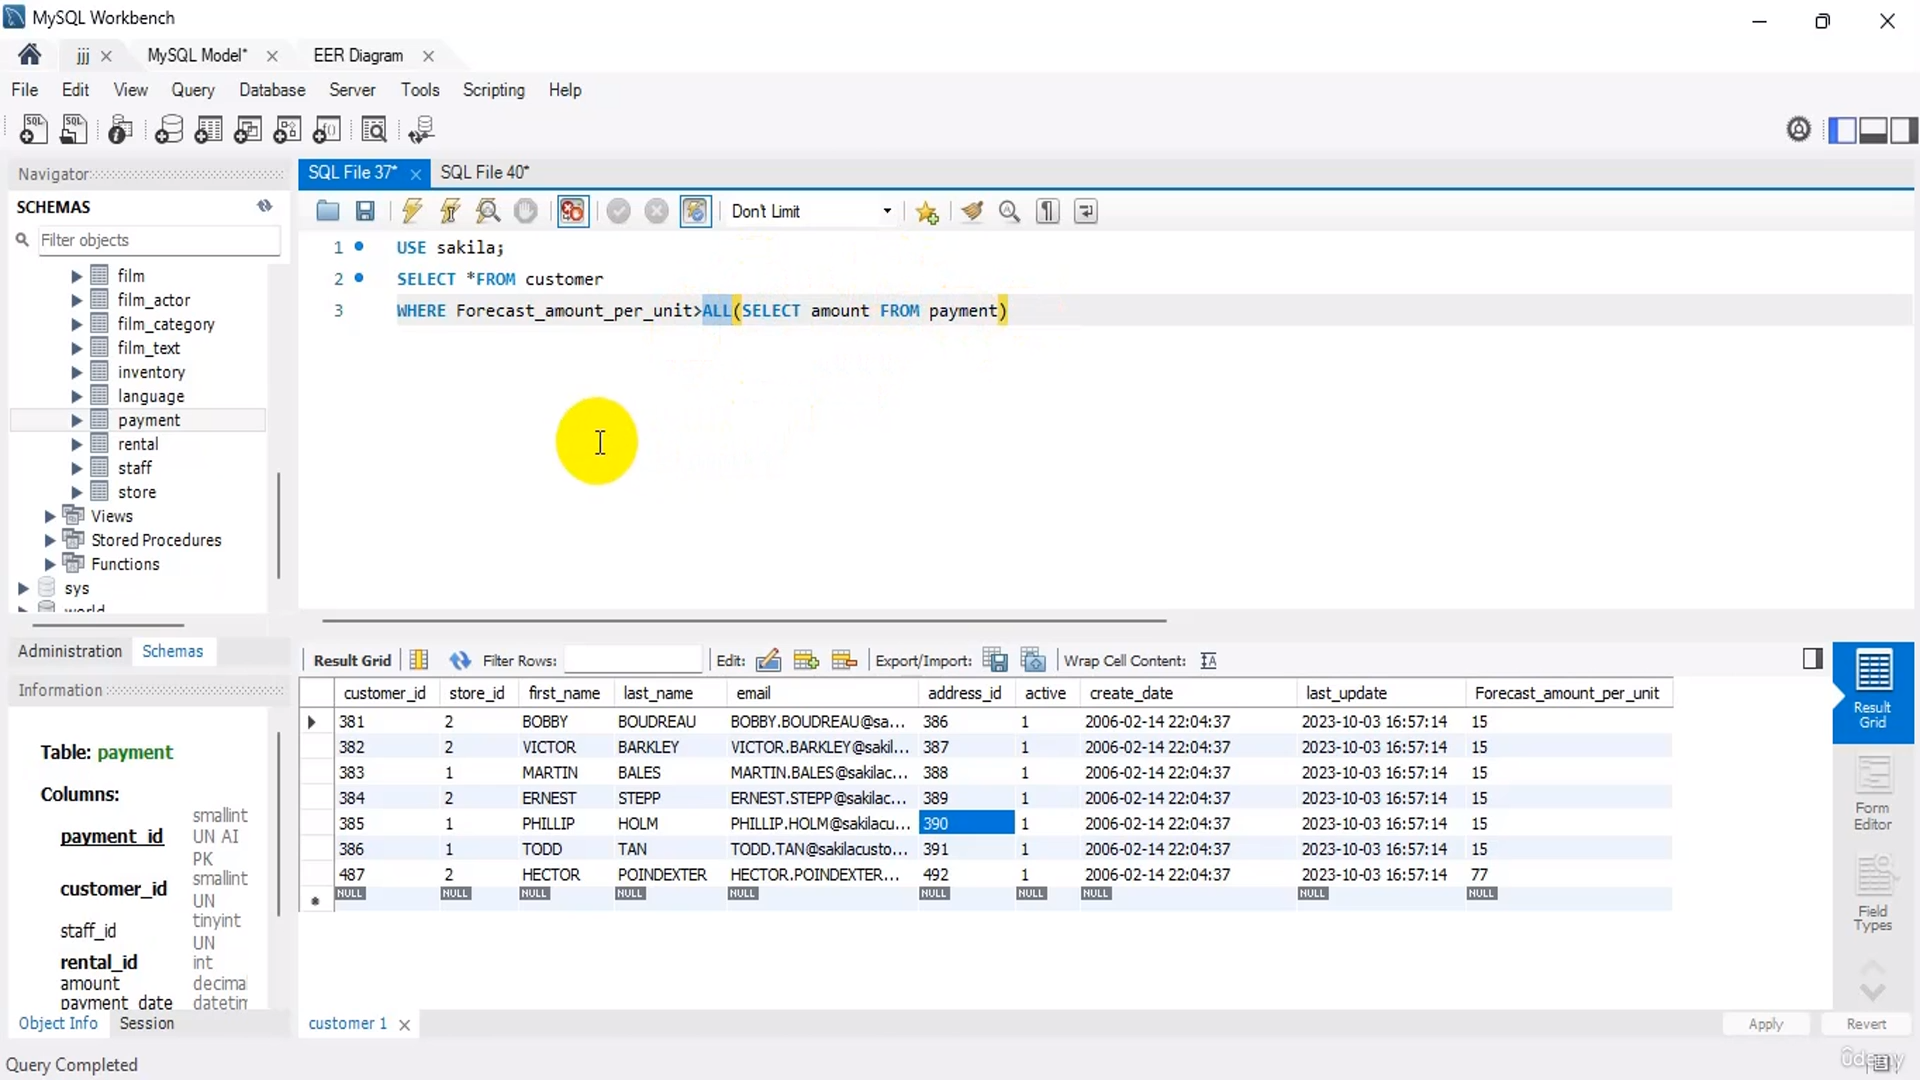 MySQL Workbench
jjj
MySQL Model*
EER Diagram
File Edit View Query Database Server Tools Scripting Help
Navigator
SCHEMAS
Filter objects
film
film_actor
film_category
film_text
inventory
language
payment
rental
staff
store
Views
Stored Procedures
Functions
sys
world
Administration Schemas
Information
Table: payment
Columns:
payment_id smallint UN AI PK
customer_id smallint UN
staff_id tinyint UN
rental_id int
amount decima
payment_date datetin
Object Info Session
SQL File 37* SQL File 40*
Don't Limit
1 USE sakila;
2 SELECT *FROM customer
3 WHERE Forecast_amount_per_unit>ALL(SELECT amount FROM payment)
Result Grid Filter Rows: Edit: Export/Import: Wrap Cell Content:
customer_id store_id first_name last_name email address_id active create_date last_update Forecast_amount_per_unit
381 2 BOBBY BOUDREAU BOBBY.BOUDREAU@sa... 386 1 2006-02-14 22:04:37 2023-10-03 16:57:14 15
382 2 VICTOR BARKLEY VICTOR.BARKLEY@sakil... 387 1 2006-02-14 22:04:37 2023-10-03 16:57:14 15
383 1 MARTIN BALES MARTIN.BALES@sakilac... 388 1 2006-02-14 22:04:37 2023-10-03 16:57:14 15
384 2 ERNEST STEPP ERNEST.STEPP@sakilac... 389 1 2006-02-14 22:04:37 2023-10-03 16:57:14 15
385 1 PHILLIP HOLM PHILLIP.HOLM@sakilacu... 390 1 2006-02-14 22:04:37 2023-10-03 16:57:14 15
386 1 TODD TAN TODD.TAN@sakilacusto... 391 1 2006-02-14 22:04:37 2023-10-03 16:57:14 15
487 2 HECTOR POINDEXTER HECTOR.POINDEXTER... 492 1 2006-02-14 22:04:37 2023-10-03 16:57:14 77
NULL NULL NULL NULL NULL NULL NULL NULL NULL NULL
Result Grid
Form Editor
Field Types
customer 1
Apply Revert
Query Completed
ûdemy